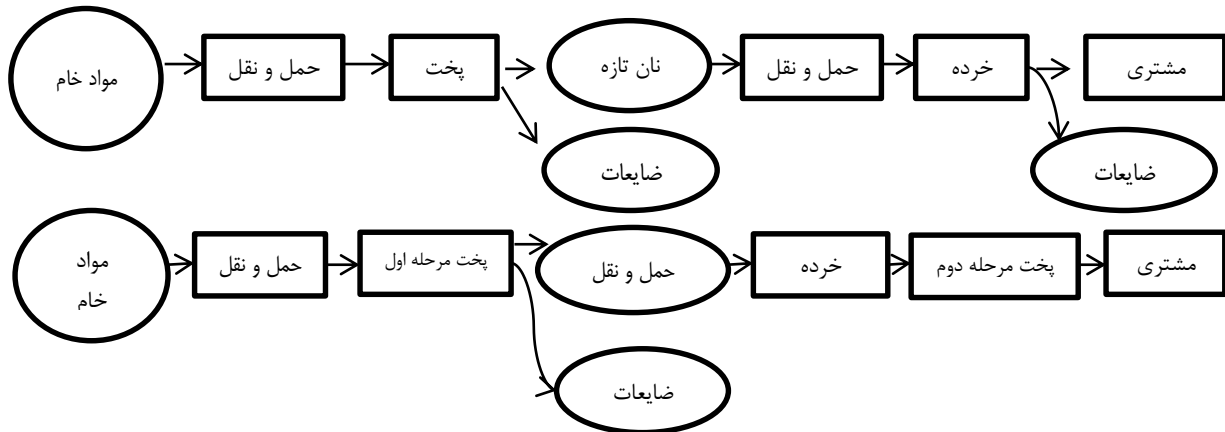 مواد خام
حمل و نقل
پخت
نان تازه
حمل و نقل
خرده
مشتری
ضایعات
ضایعات
مواد
خام
حمل و نقل
پخت مرحله اول
حمل و نقل
خرده
پخت مرحله دوم
مشتری
ضایعات